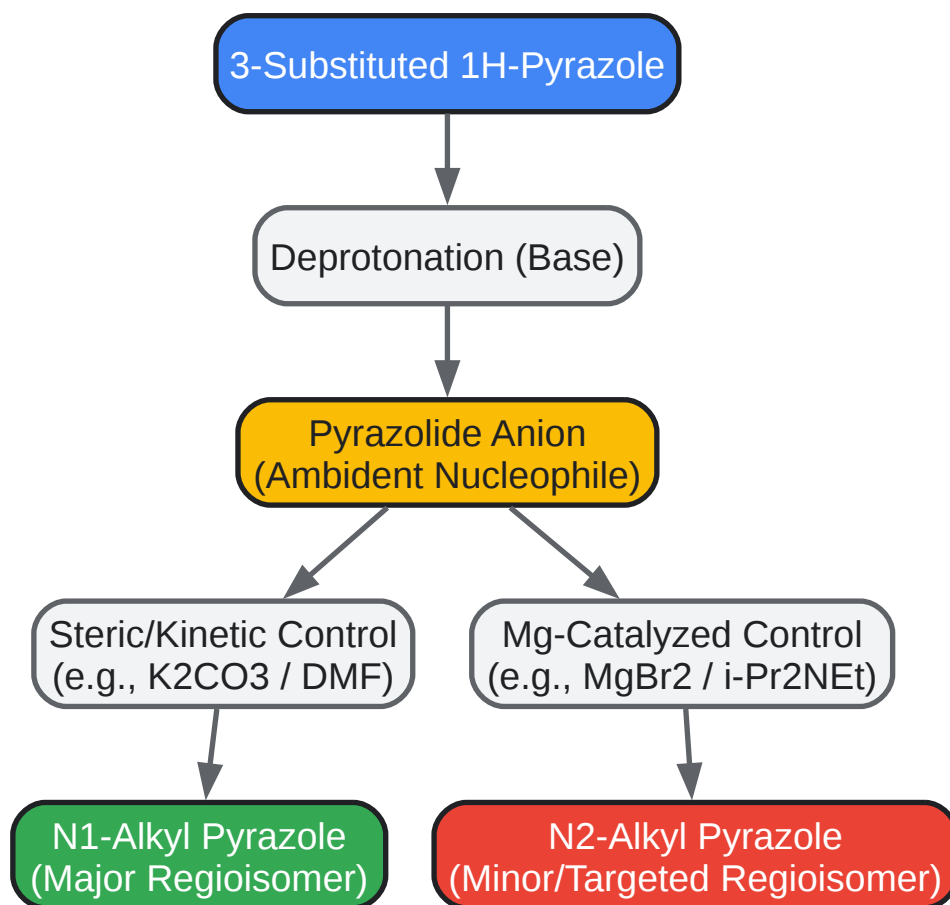 3-Substituted 1H-Pyrazole
Deprotonation (Base)
Pyrazolide Anion
(Ambident Nucleophile)
Steric/Kinetic Control
(e.g., K2CO3 / DMF)
Mg-Catalyzed Control
(e.g., MgBr2 / i-Pr2NEt)
N1-Alkyl Pyrazole
(Major Regioisomer)
N2-Alkyl Pyrazole
(Minor/Targeted Regioisomer)